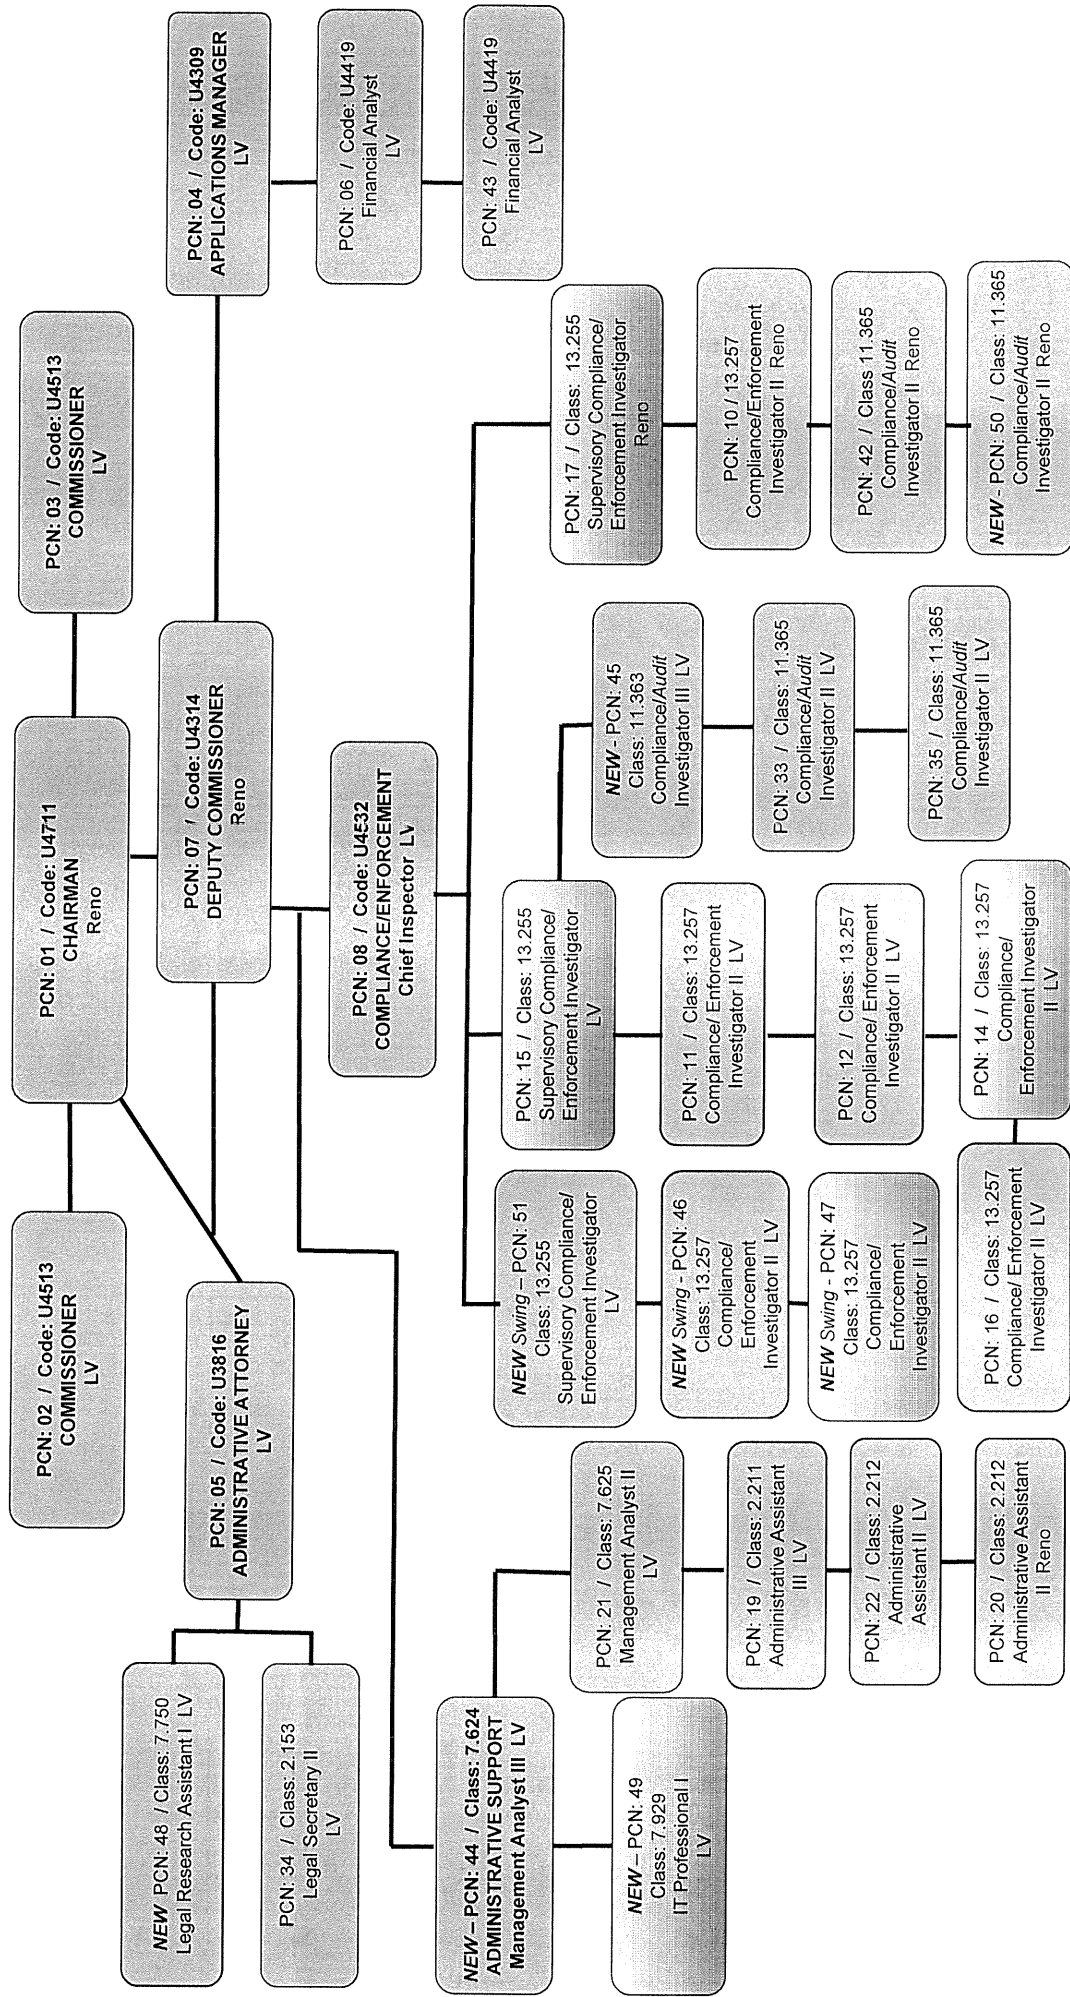 PCN: 01 / Code: U4711
CHAIRMAN
Reno
PCN: 02 / Code: U4513
COMMISSIONER
LV
PCN: 03 / Code: U4513
COMMISSIONER
LV
PCN: 07 / Code: U4314
DEPUTY COMMISSIONER
Reno
PCN: 05 / Code: U3816
ADMINISTRATIVE ATTORNEY
LV
NEW PCN: 48 / Class: 7.750
Legal Research Assistant I LV
PCN: 34 / Class: 2.153
Legal Secretary II
LV
PCN: 04 / Code: U4309
APPLICATIONS MANAGER
LV
PCN: 06 / Code: U4419
Financial Analyst
LV
PCN: 43 / Code: U4419
Financial Analyst
LV
PCN: 08 / Code: U4532
COMPLIANCE/ENFORCEMENT
Chief Inspector LV
NEW – PCN: 44 / Class: 7.624
ADMINISTRATIVE SUPPORT
Management Analyst III LV
NEW – PCN: 49
Class: 7.929
IT Professional I
LV
PCN: 21 / Class: 7.625
Management Analyst II
LV
PCN: 19 / Class: 2.211
Administrative Assistant
III LV
PCN: 22 / Class: 2.212
Administrative
Assistant II LV
PCN: 20 / Class: 2.212
Administrative Assistant
II Reno
NEW Swing – PCN: 51
Class: 13.255
Supervisory Compliance/
Enforcement Investigator
LV
NEW Swing - PCN: 46
Class: 13.257
Compliance/
Enforcement
Investigator II LV
NEW Swing - PCN: 47
Class: 13.257
Compliance/
Enforcement
Investigator II LV
PCN: 15 / Class: 13.255
Supervisory Compliance/
Enforcement Investigator
LV
PCN: 11 / Class: 13.257
Compliance/ Enforcement
Investigator II LV
PCN: 12 / Class: 13.257
Compliance/ Enforcement
Investigator II LV
PCN: 14 / Class: 13.257
Compliance/
Enforcement Investigator
II LV
PCN: 16 / Class: 13.257
Compliance/ Enforcement
Investigator II LV
NEW - PCN: 45
Class: 11.363
Compliance/Audit
Investigator III LV
PCN: 33 / Class: 11.365
Compliance/Audit
Investigator II LV
PCN: 35 / Class: 11.365
Compliance/Audit
Investigator II LV
PCN: 17 / Class: 13.255
Supervisory Compliance/
Enforcement Investigator
Reno
PCN: 10 / 13.257
Compliance/Enforcement
Investigator II Reno
PCN: 42 / Class 11.365
Compliance/Audit
Investigator II Reno
NEW - PCN: 50 / Class: 11.365
Compliance/Audit
Investigator II Reno